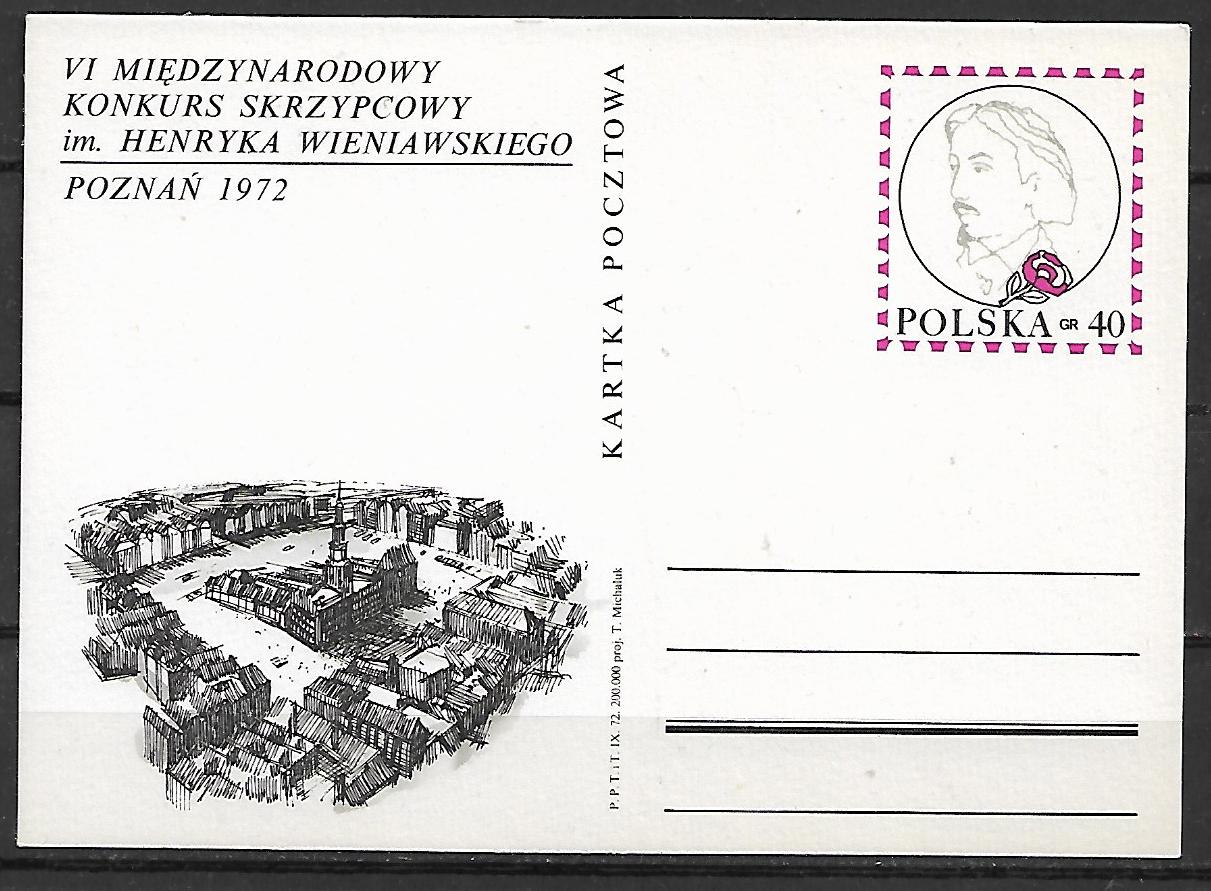 VI MIĘDZYNARODOWY
KONKURS SKRZYPCOWY
im. HENRYKA WIENIAWSKIEGO
POZNAŃ 1972
KARTKA POCZTOWA
P. P. T. i T. IX. 72. 200.000 proj. T. Michaluk
POLSKA GR 40